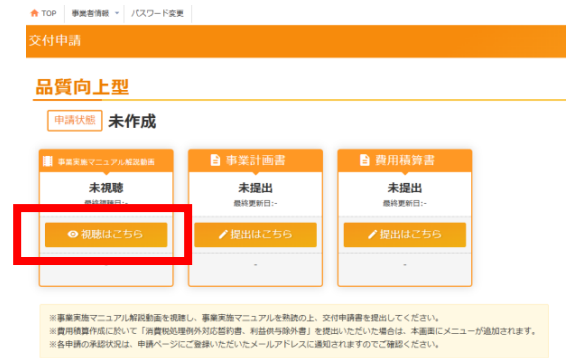 TOP 事業者情報 パスワード変更
交付申請
品質向上型
申請状態 未作成
事業実施マニュアル解説動画
未視聴
最終視聴日:-
視聴はこちら
-
事業計画書
未提出
最終更新日:-
提出はこちら
-
費用積算書
未提出
最終更新日:-
提出はこちら
-
※事業実施マニュアル解説動画を視聴し、事業実施マニュアルを熟読の上、交付申請書を提出してください。
※費用積算作成に於いて「消費税処理例外対応誓約書、利益供与除外書」を提出いただいた場合は、本画面にメニューが追加されます。
※各申請の承認状況は、申請ページにご登録いただいたメールアドレスに通知されますのでご確認ください。